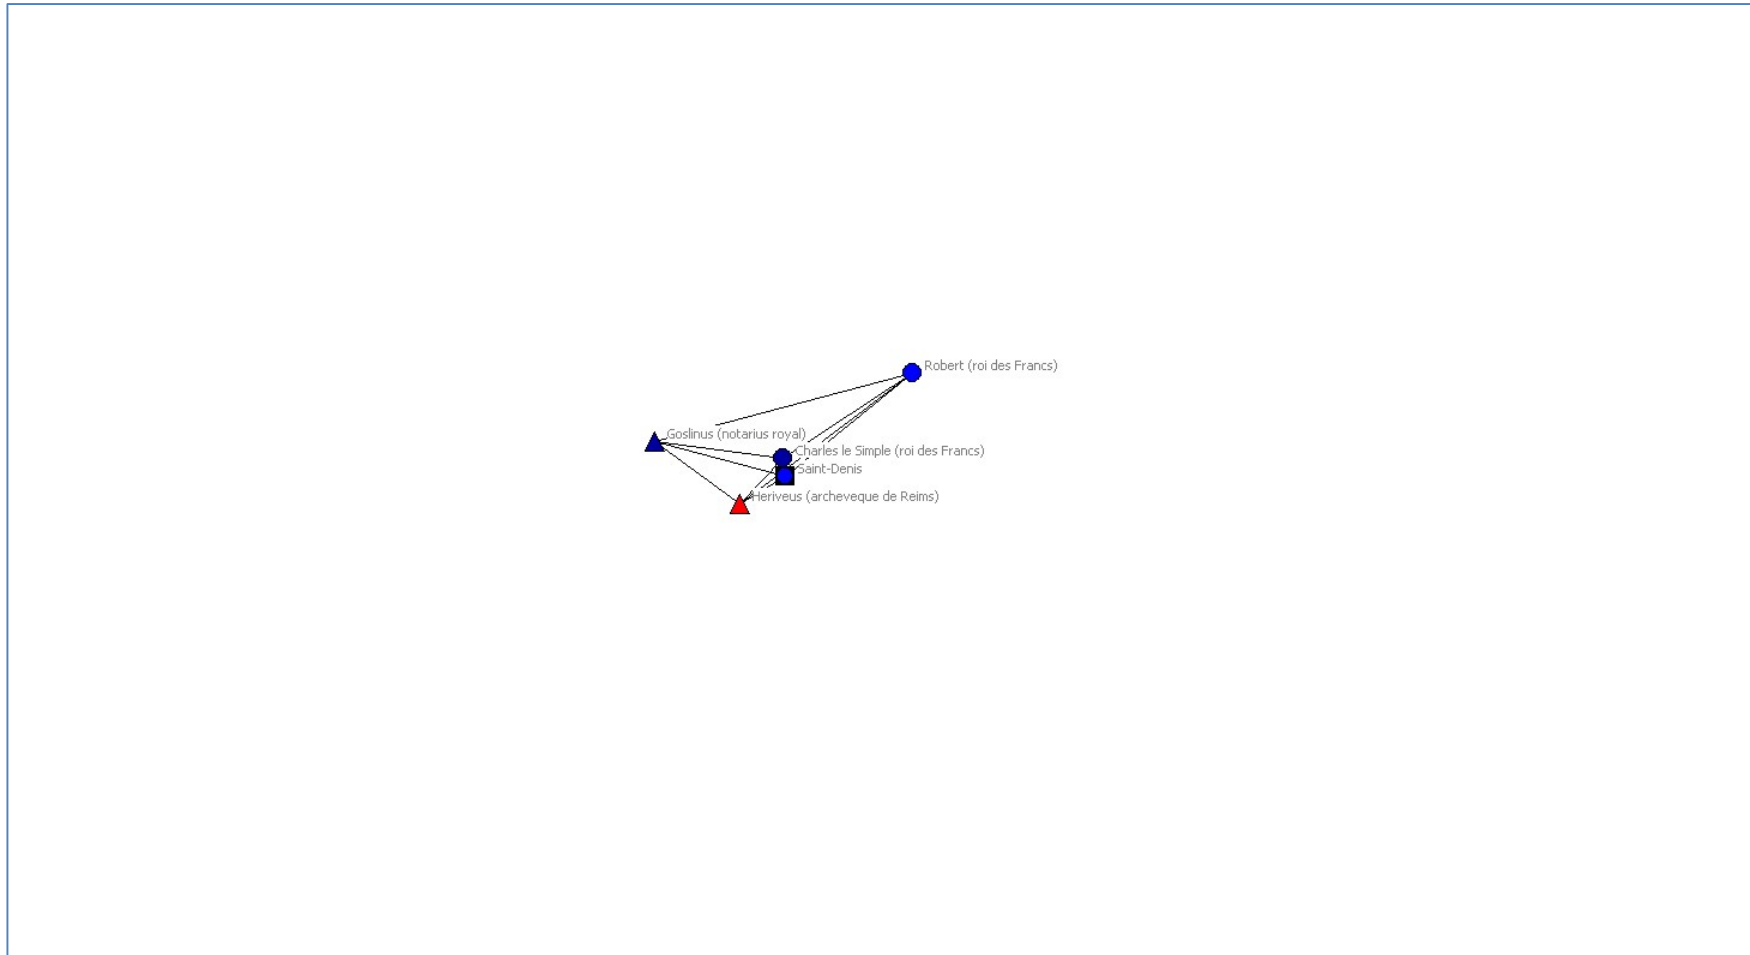 Robert (roi des Francs)
Goslinus (notarius royal)
Charles le Simple (roi des Francs)
Saint-Denis
Heriveus (archeveque de Reims)